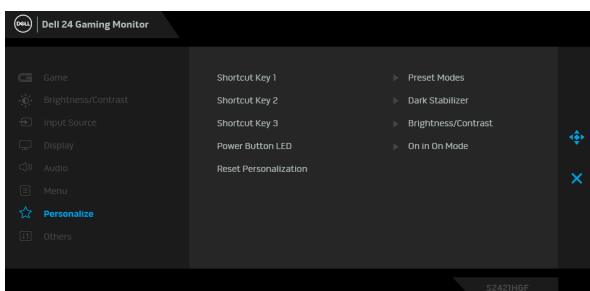 DELL Dell 24 Gaming Monitor
Game
Brightness/Contrast
Input Source
Display
Audio
Menu
Personalize
Others
Shortcut Key 1 Preset Modes
Shortcut Key 2 Dark Stabilizer
Shortcut Key 3 Brightness/Contrast
Power Button LED On in On Mode
Reset Personalization
S2421HGF